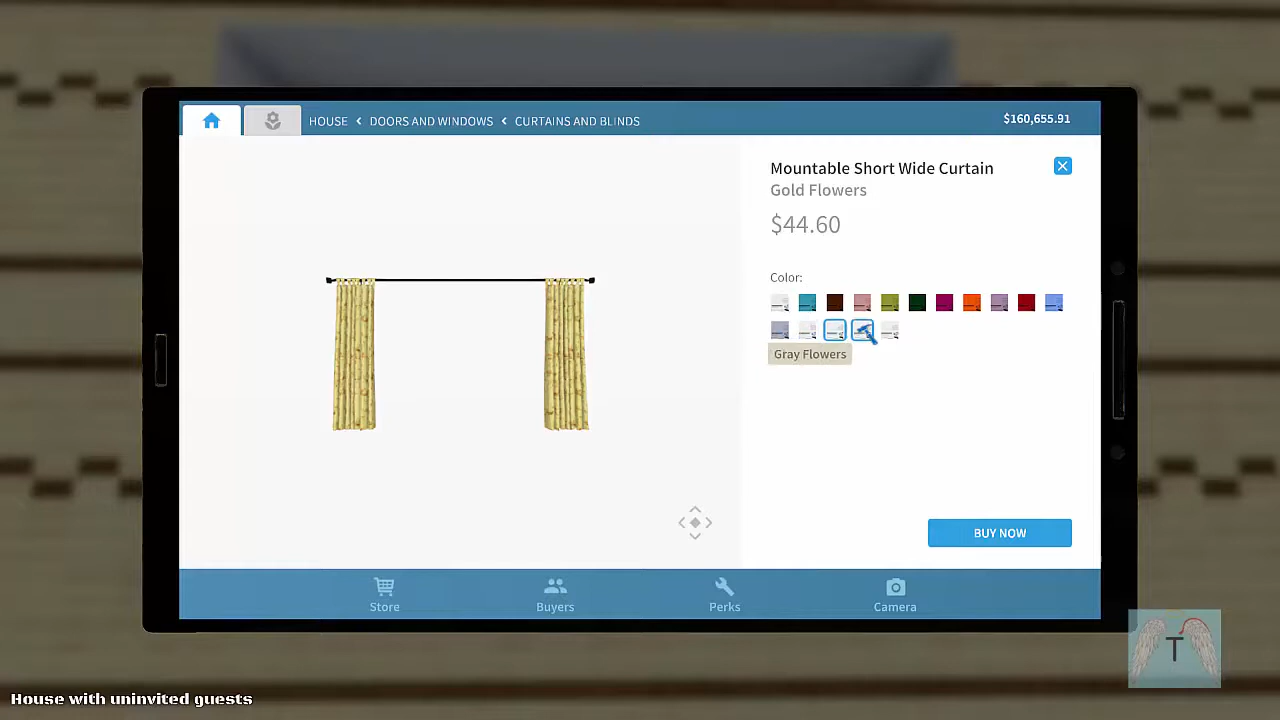 HOUSE < DOORS AND WINDOWS < CURTAINS AND BLINDS
$160,655.91
Mountable Short Wide Curtain
Gold Flowers
$44.60
Color:
Gray Flowers
BUY NOW
Store
Buyers
Perks
Camera
T
House with uninvited guests